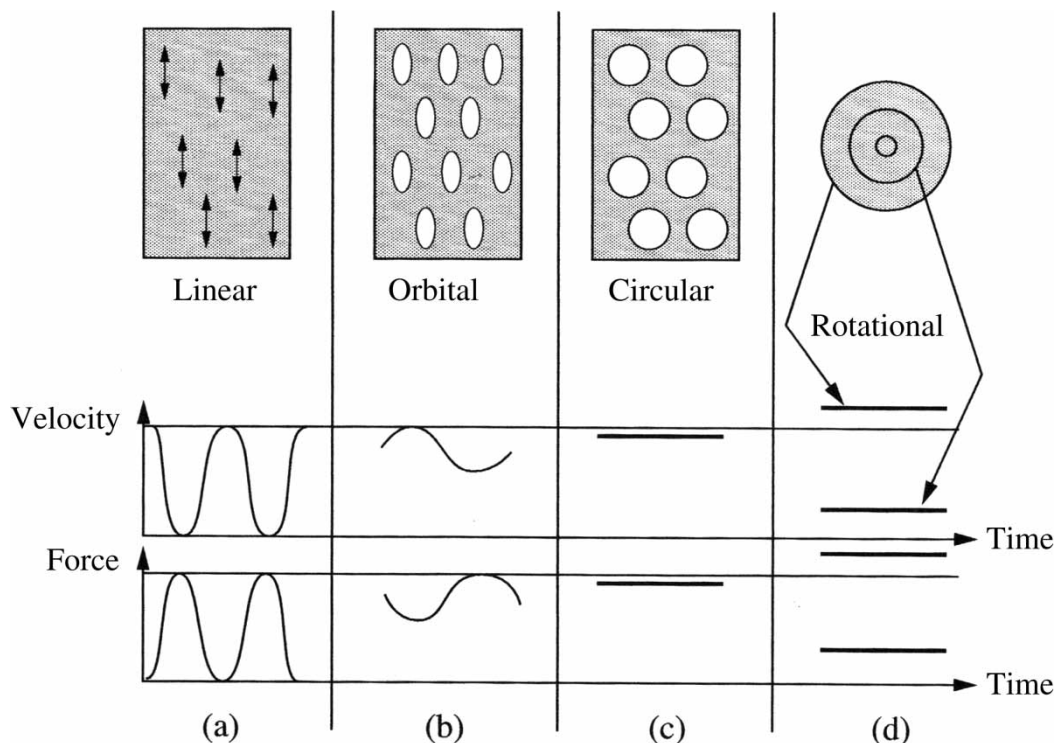 Linear
Orbital
Circular
Rotational
Velocity
Time
Force
Time
(a)
(b)
(c)
(d)